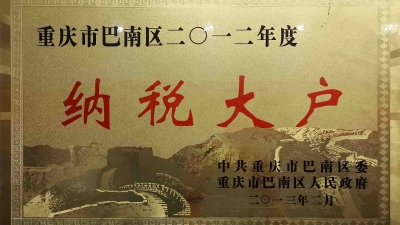 重庆市巴南区二〇一二年度
纳税大户
中共重庆市巴南区委
重庆市巴南区人民政府
二〇一三年二月